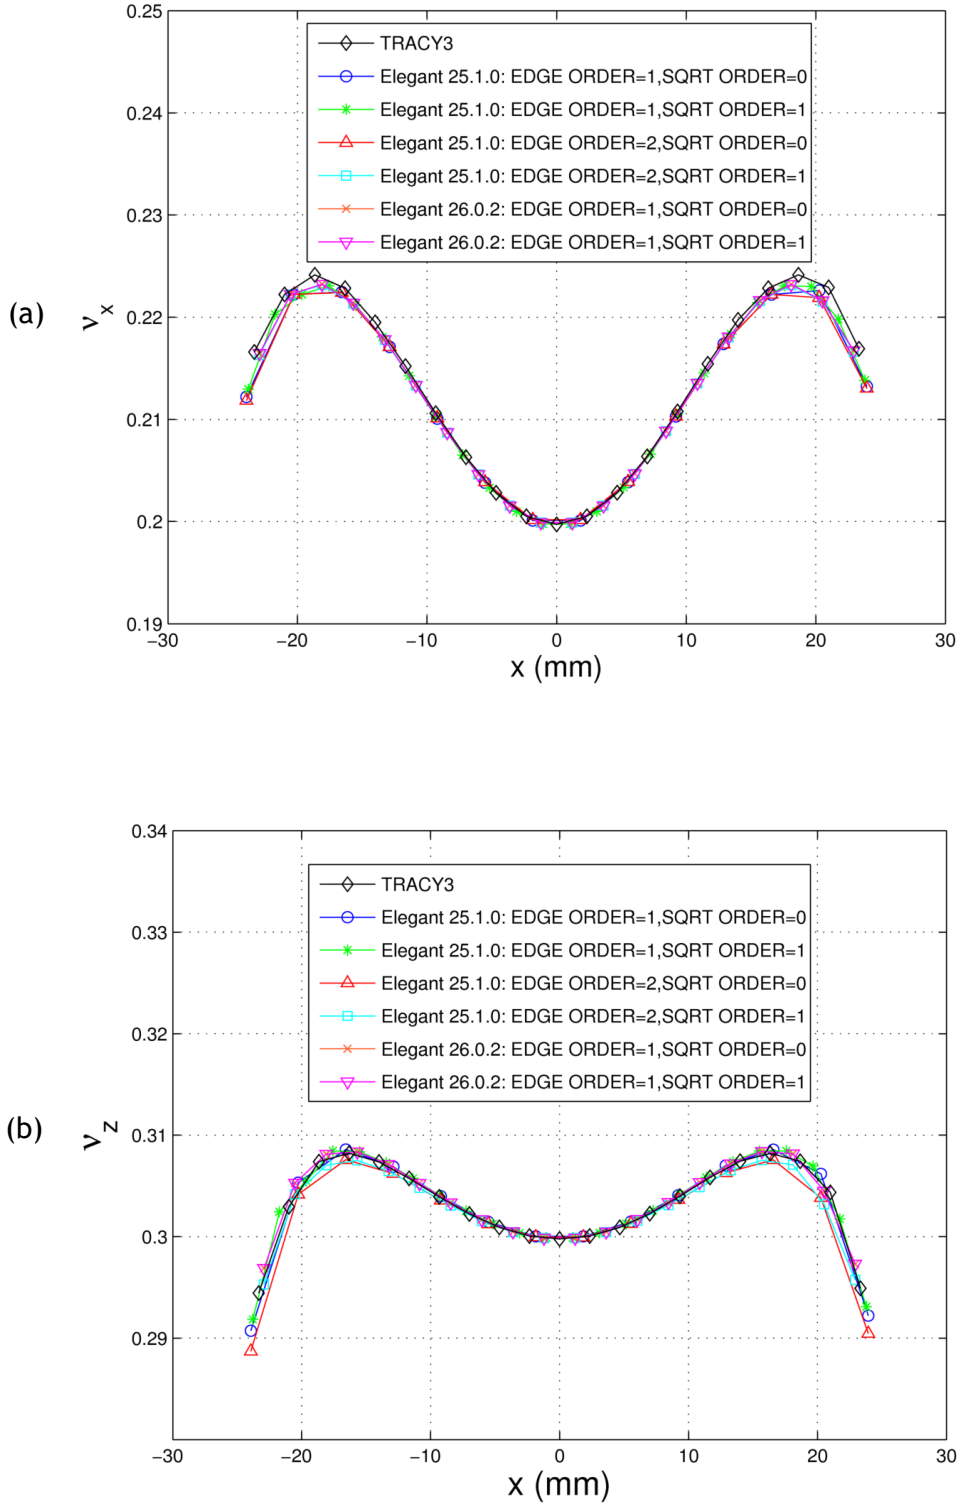 0.25
TRACY3
Elegant 25.1.0: EDGE ORDER=1,SQRT ORDER=0
0.24
Elegant 25.1.0: EDGE ORDER=1,SQRT ORDER=1
Elegant 25.1.0: EDGE ORDER=2,SQRT ORDER=0
Elegant 25.1.0: EDGE ORDER=2,SQRT ORDER=1
0.23
Elegant 26.0.2: EDGE ORDER=1,SQRT ORDER=0
Elegant 26.0.2: EDGE ORDER=1,SQRT ORDER=1
(a)
νx
0.22
0.21
0.2
0.19
−30 −20 −10 0 10 20 30
x (mm)
0.34
TRACY3
Elegant 25.1.0: EDGE ORDER=1,SQRT ORDER=0
0.33
Elegant 25.1.0: EDGE ORDER=1,SQRT ORDER=1
Elegant 25.1.0: EDGE ORDER=2,SQRT ORDER=0
Elegant 25.1.0: EDGE ORDER=2,SQRT ORDER=1
0.32
Elegant 26.0.2: EDGE ORDER=1,SQRT ORDER=0
Elegant 26.0.2: EDGE ORDER=1,SQRT ORDER=1
(b)
νz
0.31
0.3
0.29
−30 −20 −10 0 10 20 30
x (mm)